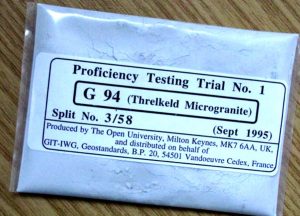 Proficiency Testing Trial No. 1
G 94 (Threlkeld Microgranite)
Split No. 3/58 (Sept 1995)
Produced by The Open University, Milton Keynes, MK7 6AA, UK.
and distributed on behalf of
GIT-IWG, Geostandards, B.P. 20, 54501 Vandoeuvre Cedex, France